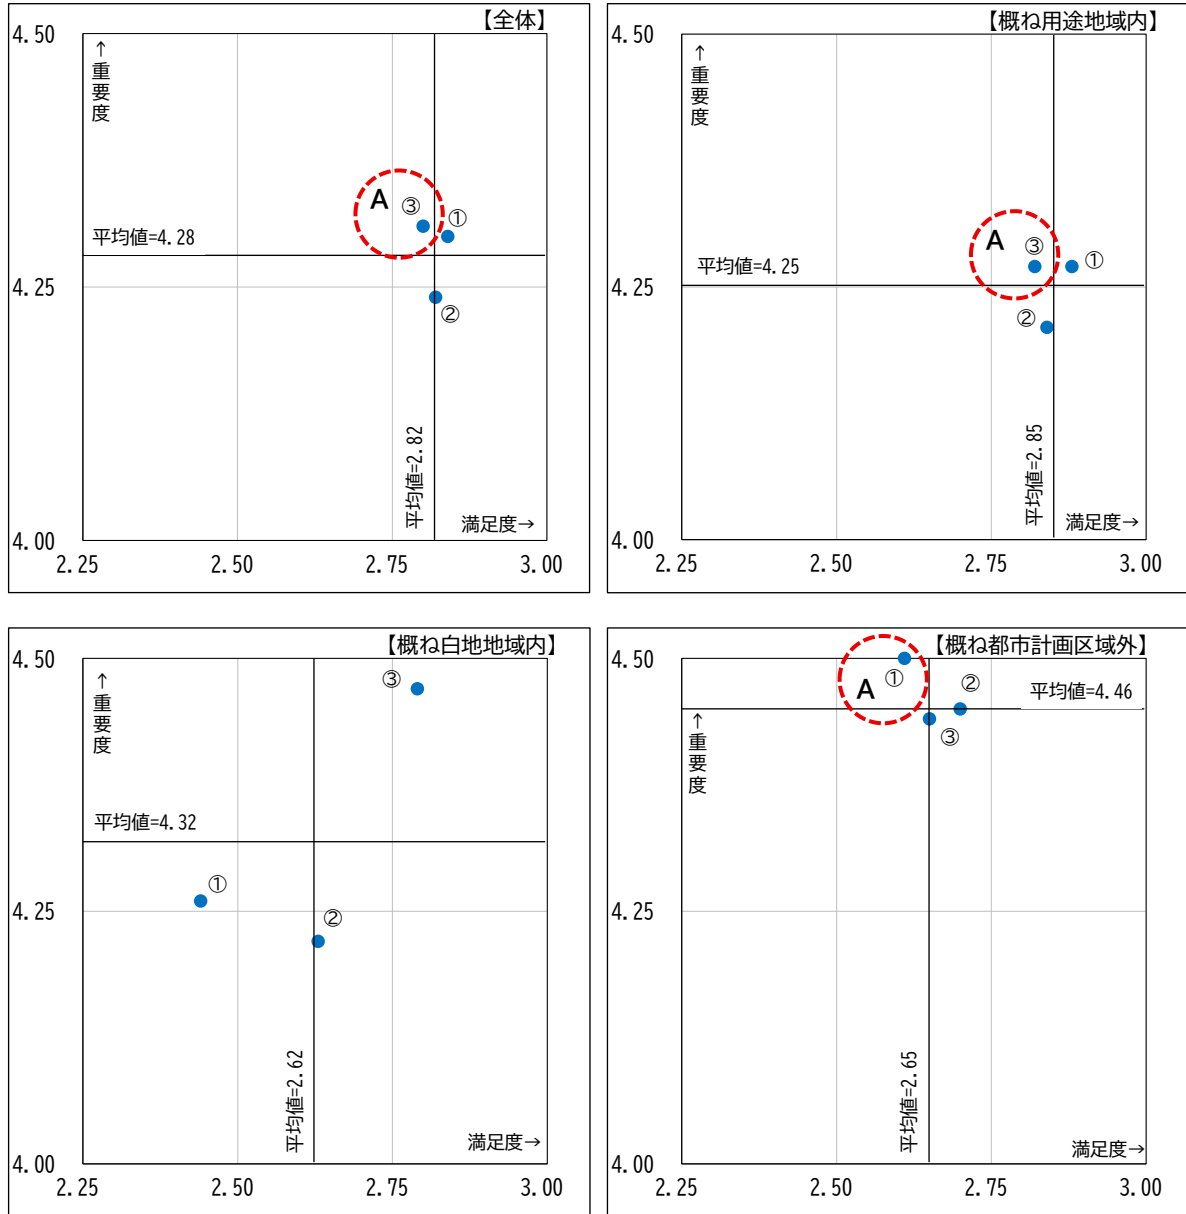 【全体】
4.50
↑重要度
A
③
①
平均値=4.28
4.25
②
平均値=2.82
満足度→
4.00
2.25 2.50 2.75 3.00
【概ね用途地域内】
4.50
↑重要度
A
③
①
平均値=4.25
4.25
②
平均値=2.85
満足度→
4.00
2.25 2.50 2.75 3.00
【概ね白地地域内】
4.50
↑重要度
③
平均値=4.32
①
4.25
②
平均値=2.62
満足度→
4.00
2.25 2.50 2.75 3.00
【概ね都市計画区域外】
4.50
①
A
②
平均値=4.46
↑重要度
③
4.25
平均値=2.65
満足度→
4.00
2.25 2.50 2.75 3.00